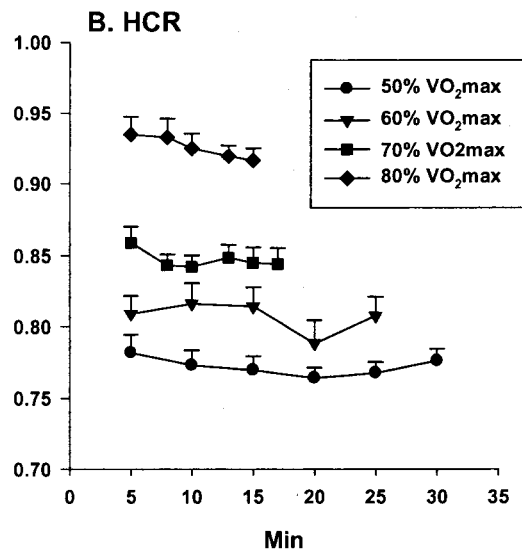 B. HCR
1.00
0.95
0.90
0.85
0.80
0.75
0.70
0 5 10 15 20 25 30 35
Min
50% VO₂max
60% VO₂max
70% VO2max
80% VO₂max